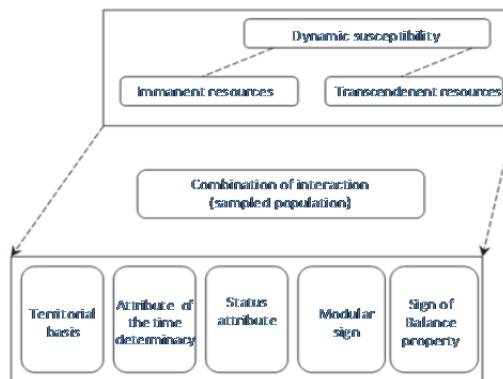 Dynamic susceptibility
Immanent resources
Transcendenent resources
Combination of interaction
(sampled population)
Territorial
basis
Attribute of
the time
determinacy
Status
attribute
Modular
sign
Sign of
Balance
property